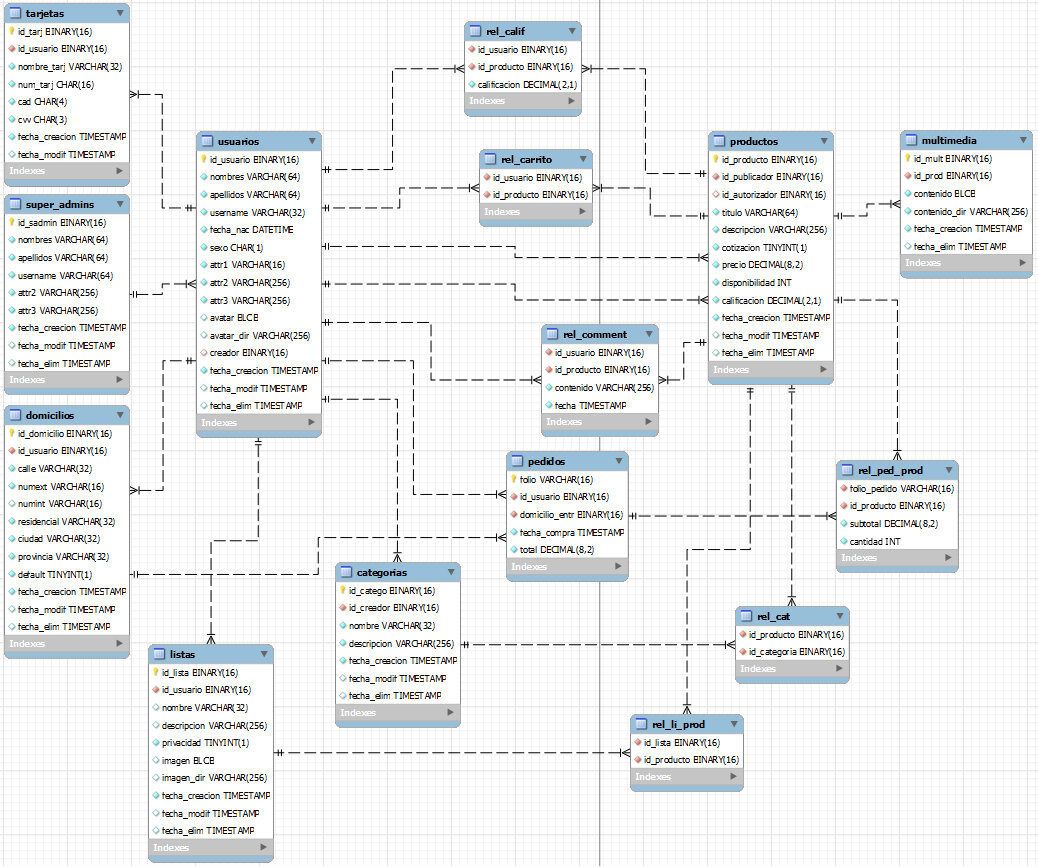 tarjetas
id_tarj BINARY(16)
id_usuario BINARY(16)
nombre_tarj VARCHAR(32)
num_tarj CHAR(16)
cad CHAR(4)
cvv CHAR(3)
fecha_creacion TIMESTAMP
fecha_modif TIMESTAMP
Indexes
super_admins
id_sadmin BINARY(16)
nombres VARCHAR(64)
apellidos VARCHAR(64)
username VARCHAR(64)
attr2 VARCHAR(256)
attr3 VARCHAR(256)
fecha_creacion TIMESTAMP
fecha_modif TIMESTAMP
fecha_elim TIMESTAMP
Indexes
domicilios
id_domicilio BINARY(16)
id_usuario BINARY(16)
calle VARCHAR(32)
numext VARCHAR(16)
numint VARCHAR(16)
residencial VARCHAR(32)
ciudad VARCHAR(32)
provincia VARCHAR(32)
default TINYINT(1)
fecha_creacion TIMESTAMP
fecha_modif TIMESTAMP
fecha_elim TIMESTAMP
Indexes
usuarios
id_usuario BINARY(16)
nombres VARCHAR(64)
apellidos VARCHAR(64)
username VARCHAR(32)
fecha_nac DATETIME
sexo CHAR(1)
attr1 VARCHAR(16)
attr2 VARCHAR(256)
attr3 VARCHAR(256)
avatar BLOB
avatar_dir VARCHAR(256)
creador BINARY(16)
fecha_creacion TIMESTAMP
fecha_modif TIMESTAMP
fecha_elim TIMESTAMP
Indexes
listas
id_lista BINARY(16)
id_usuario BINARY(16)
nombre VARCHAR(32)
descripcion VARCHAR(256)
privacidad TINYINT(1)
imagen BLOB
imagen_dir VARCHAR(256)
fecha_creacion TIMESTAMP
fecha_modif TIMESTAMP
fecha_elim TIMESTAMP
Indexes
categorias
id_catego BINARY(16)
id_creador BINARY(16)
nombre VARCHAR(32)
descripcion VARCHAR(256)
fecha_creacion TIMESTAMP
fecha_modif TIMESTAMP
fecha_elim TIMESTAMP
Indexes
rel_calif
id_usuario BINARY(16)
id_producto BINARY(16)
calificacion DECIMAL(2,1)
Indexes
rel_carrito
id_usuario BINARY(16)
id_producto BINARY(16)
Indexes
rel_comment
id_usuario BINARY(16)
id_producto BINARY(16)
contenido VARCHAR(256)
fecha TIMESTAMP
Indexes
pedidos
folio VARCHAR(16)
id_usuario BINARY(16)
domicilio_entr BINARY(16)
fecha_compra TIMESTAMP
total DECIMAL(8,2)
Indexes
productos
id_producto BINARY(16)
id_publicador BINARY(16)
id_autorizador BINARY(16)
titulo VARCHAR(64)
descripcion VARCHAR(256)
cotizacion TINYINT(1)
precio DECIMAL(8,2)
disponibilidad INT
calificacion DECIMAL(2,1)
fecha_creacion TIMESTAMP
fecha_modif TIMESTAMP
fecha_elim TIMESTAMP
Indexes
multimedia
id_mult BINARY(16)
id_prod BINARY(16)
contenido BLOB
contenido_dir VARCHAR(256)
fecha_creacion TIMESTAMP
fecha_elim TIMESTAMP
Indexes
rel_ped_prod
folio_pedido VARCHAR(16)
id_producto BINARY(16)
subtotal DECIMAL(8,2)
cantidad INT
Indexes
rel_cat
id_producto BINARY(16)
id_categoria BINARY(16)
Indexes
rel_li_prod
id_lista BINARY(16)
id_producto BINARY(16)
Indexes